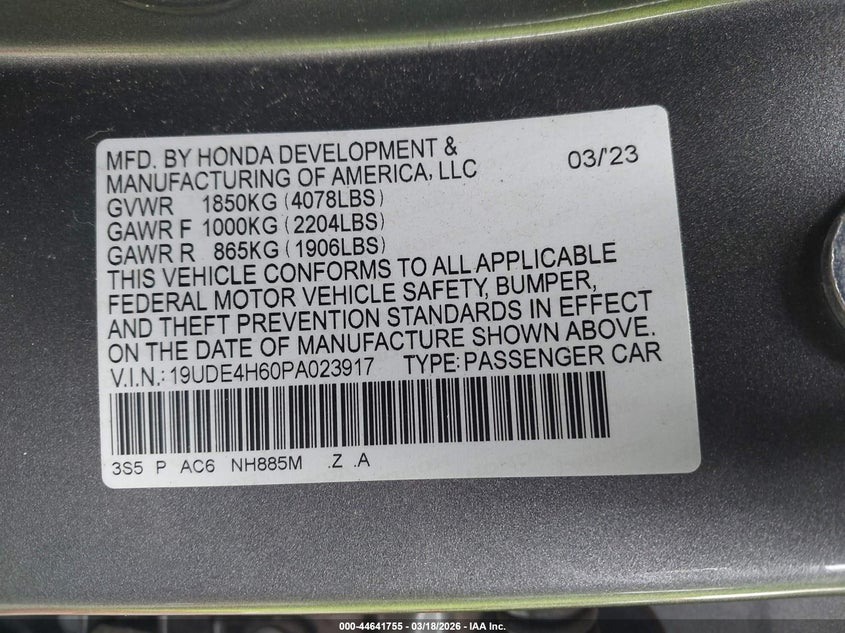 MFD. BY HONDA DEVELOPMENT &
MANUFACTURING OF AMERICA, LLC 03/'23
GVWR 1850KG (4078LBS)
GAWR F 1000KG (2204LBS)
GAWR R 865KG (1906LBS)
THIS VEHICLE CONFORMS TO ALL APPLICABLE
FEDERAL MOTOR VEHICLE SAFETY, BUMPER,
AND THEFT PREVENTION STANDARDS IN EFFECT
ON THE DATE OF MANUFACTURE SHOWN ABOVE.
V.I.N.: 19UDE4H60PA023917 TYPE: PASSENGER CAR
3S5 P AC6 NH885M .Z .A
000-44641755 — 03/18/2026 — IAA Inc.